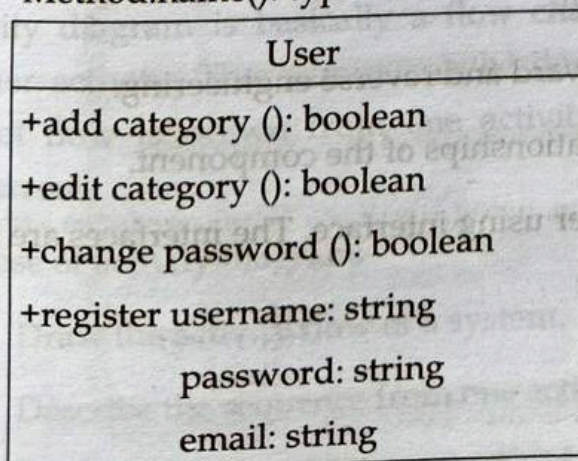 User
+add category (): boolean
+edit category (): boolean
+change password (): boolean
+register username: string
password: string
email: string